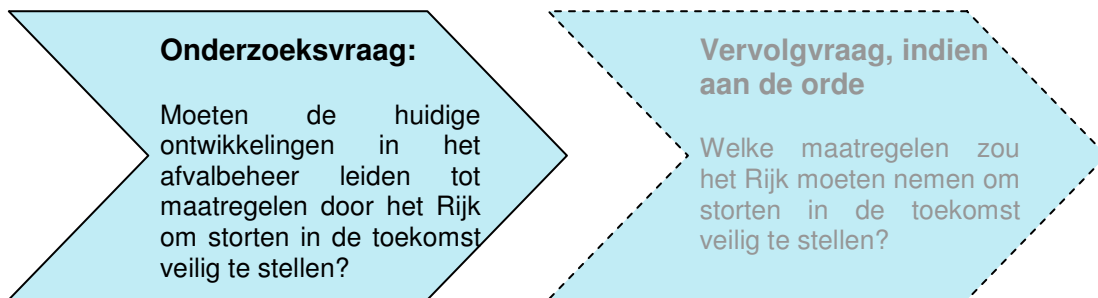 Onderzoeksvraag:
Moeten de huidige
ontwikkelingen in het
afvalbeheer leiden tot
maatregelen door het Rijk
om storten in de toekomst
veilig te stellen?
Vervolgvraag, indien
aan de orde
Welke maatregelen zou
het Rijk moeten nemen om
storten in de toekomst
veilig te stellen?